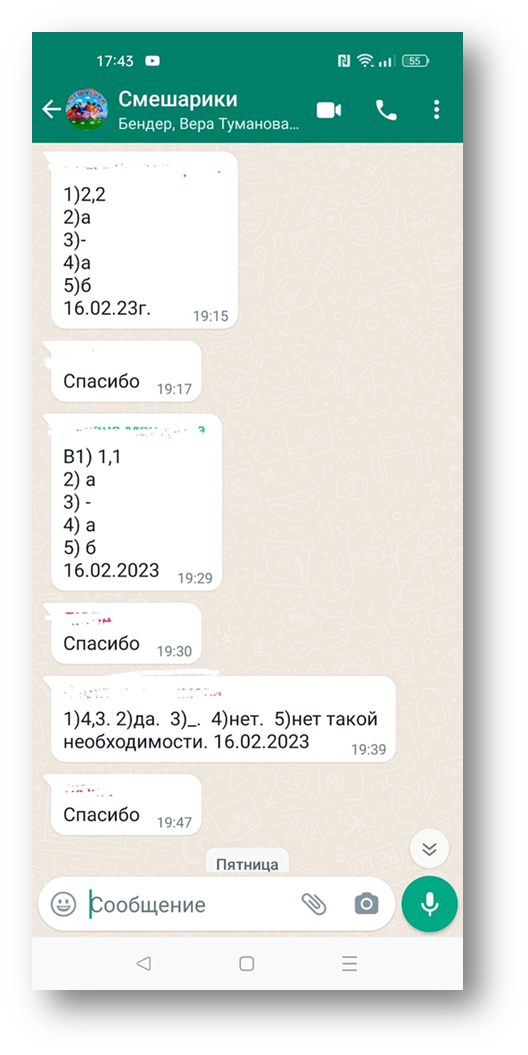 17:43
55
Смешарики
Бендер, Вера Туманова...
1)2,2
2)а
3)-
4)а
5)б
16.02.23г.
19:15
Спасибо
19:17
В1) 1,1
2) а
3) -
4) а
5) б
16.02.2023
19:29
Спасибо
19:30
1)4,3. 2)да. 3)_. 4)нет. 5)нет такой
необходимости. 16.02.2023
19:39
Спасибо
19:47
Пятница
Сообщение